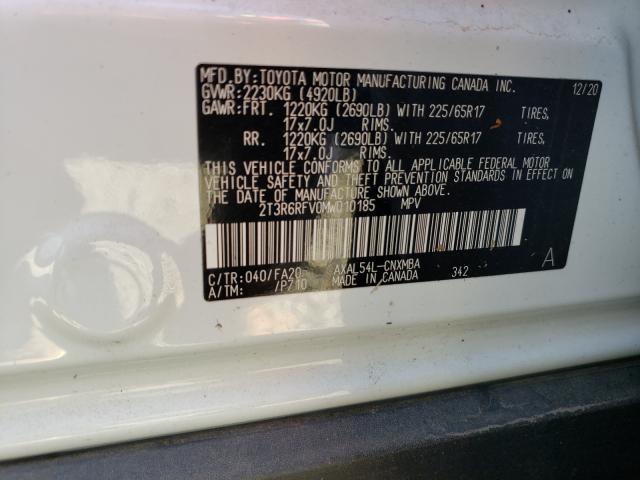 MFD.BY:TOYOTA MOTOR MANUFACTURING CANADA INC. 12/20
GVWR:2230KG (4920LB)
GAWR:FRT. 1220KG (2690LB) WITH 225/65R17 TIRES,
17x7.0J RIMS.
RR. 1220KG (2690LB) WITH 225/65R17 TIRES,
17x7.0J RIMS.
THIS VEHICLE CONFORMS TO ALL APPLICABLE FEDERAL MOTOR
VEHICLE SAFETY AND THEFT PREVENTION STANDARDS IN EFFECT ON
THE DATE OF MANUFACTURE SHOWN ABOVE.
2T3R6RFV0MW010185 MPV
C/TR:040/FA20 AXAL54L-CNXMBA A
A/TM: /P710 MADE IN CANADA 342